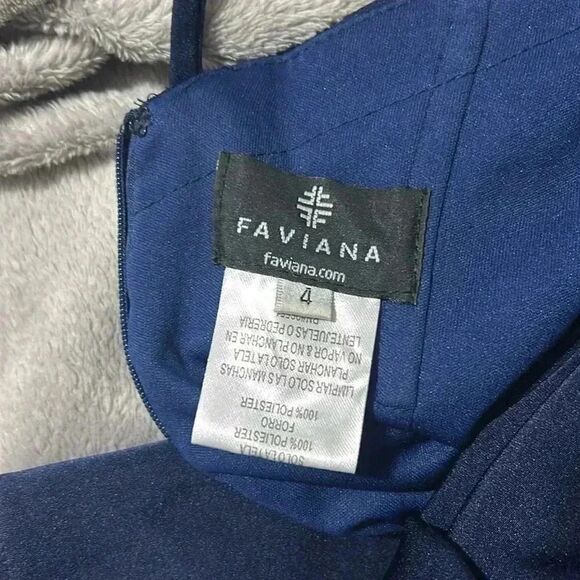 FAVIANA
faviana.com
4
SOLO LA TELA
100% POLIESTER
FORRO
100% POLIESTER
LIMPIAR SOLO LAS MANCHAS
PLANCHAR SOLO LA TELA
NO VAPOR & NO PLANCHAR EN
LENTEJUELAS O PEDRERIA